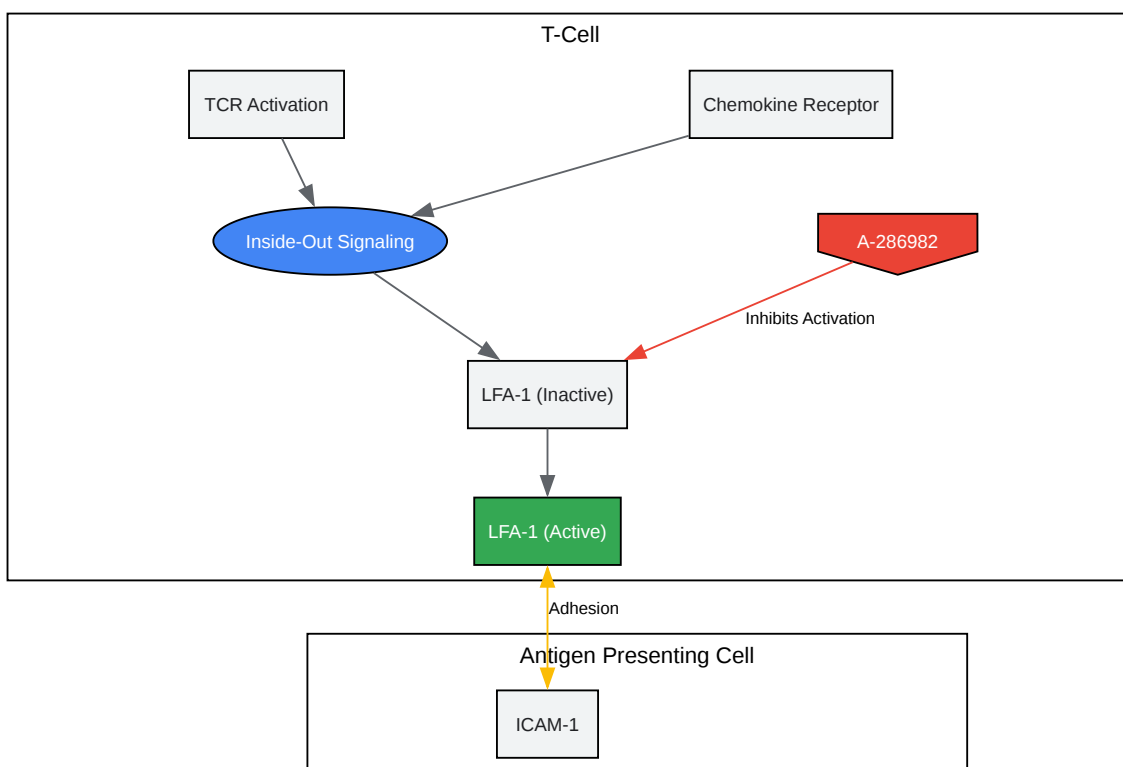 T-Cell
TCR Activation
Chemokine Receptor
Inside-Out Signaling
A-286982
Inhibits Activation
LFA-1 (Inactive)
LFA-1 (Active)
Adhesion
Antigen Presenting Cell
ICAM-1